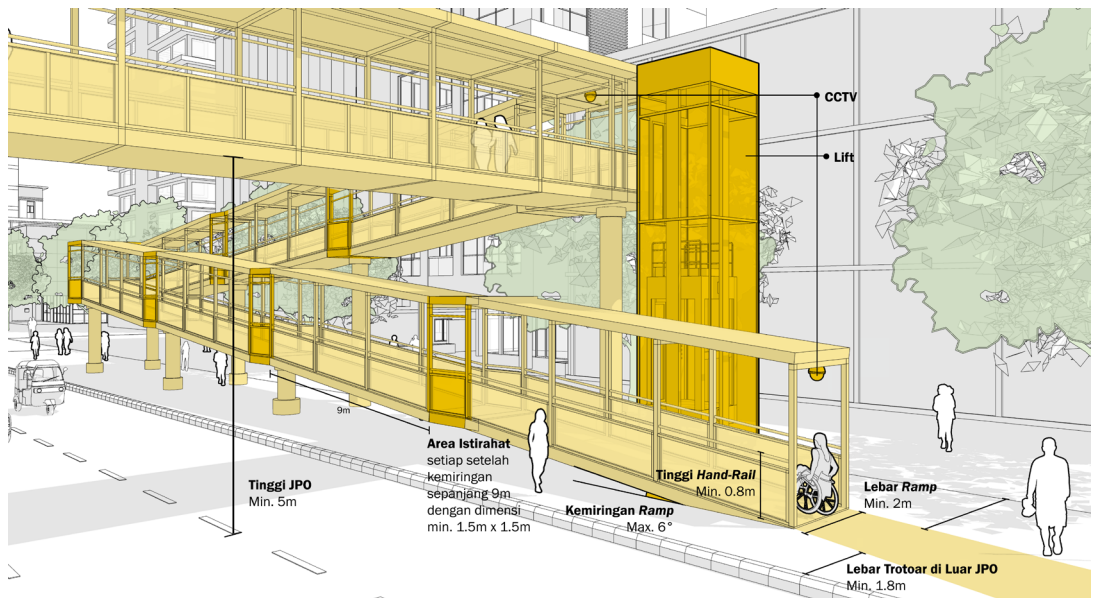 CCTV
Lift
9m
Area Istirahat
setiap setelah
kemiringan
sepanjang 9m
dengan dimensi
min. 1.5m x 1.5m
Tinggi JPO
Min. 5m
Tinggi Hand-Rail
Min. 0.8m
Kemiringan Ramp
Max. 6°
Lebar Ramp
Min. 2m
Lebar Trotoar di Luar JPO
Min. 1.8m